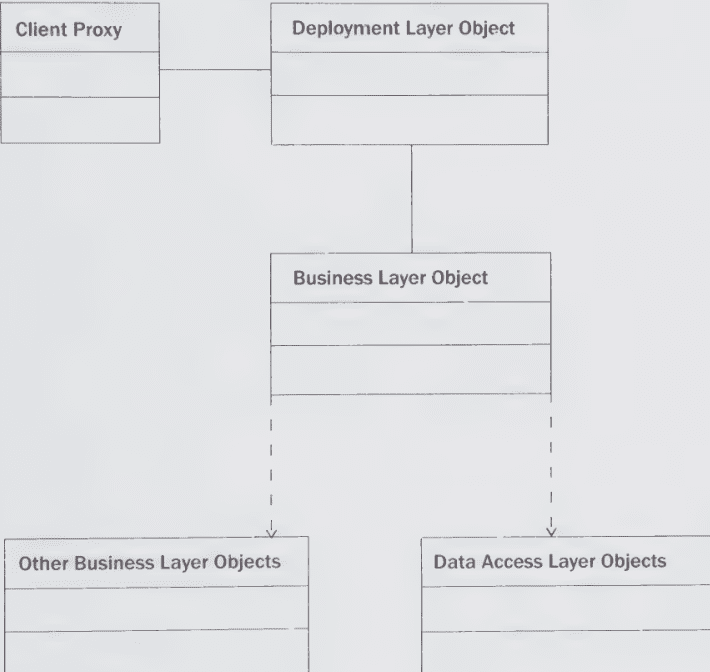 Client Proxy
Deployment Layer Object
Business Layer Object
Other Business Layer Objects
Data Access Layer Objects